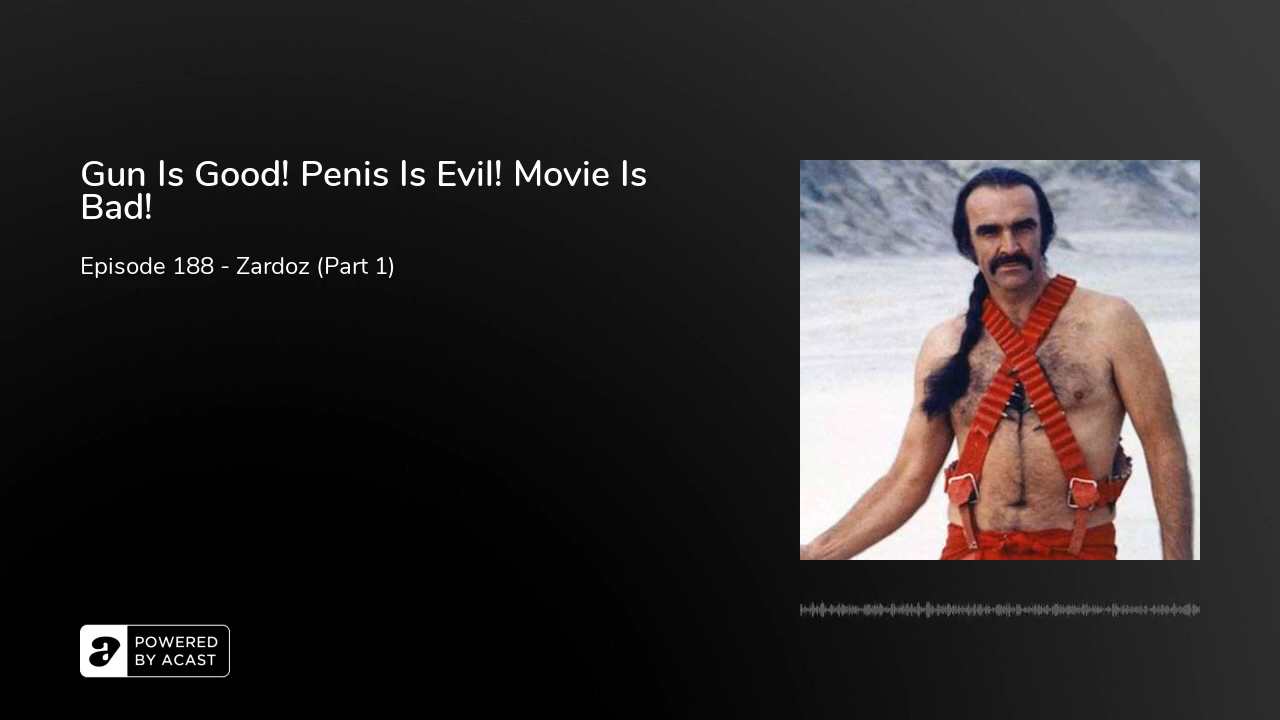 Gun Is Good! Penis Is Evil! Movie Is
Bad!
Episode 188 - Zardoz (Part 1)
POWERED
BY ACAST